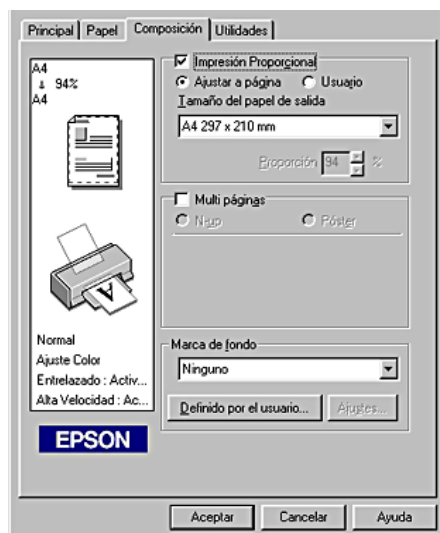 Principal Papel Composición Utilidades
A4
94%
A4
Normal
Ajuste Color
Entrelazado : Activ...
Alta Velocidad : Ac...
EPSON
Impresión Proporcional
Ajustar a página Usuario
Tamaño del papel de salida
A4 297 x 210 mm
Proporción 94 %
Multi páginas
N-up Póster
Marca de fondo
Ninguno
Definido por el usuario... Ajustes...
Aceptar Cancelar Ayuda